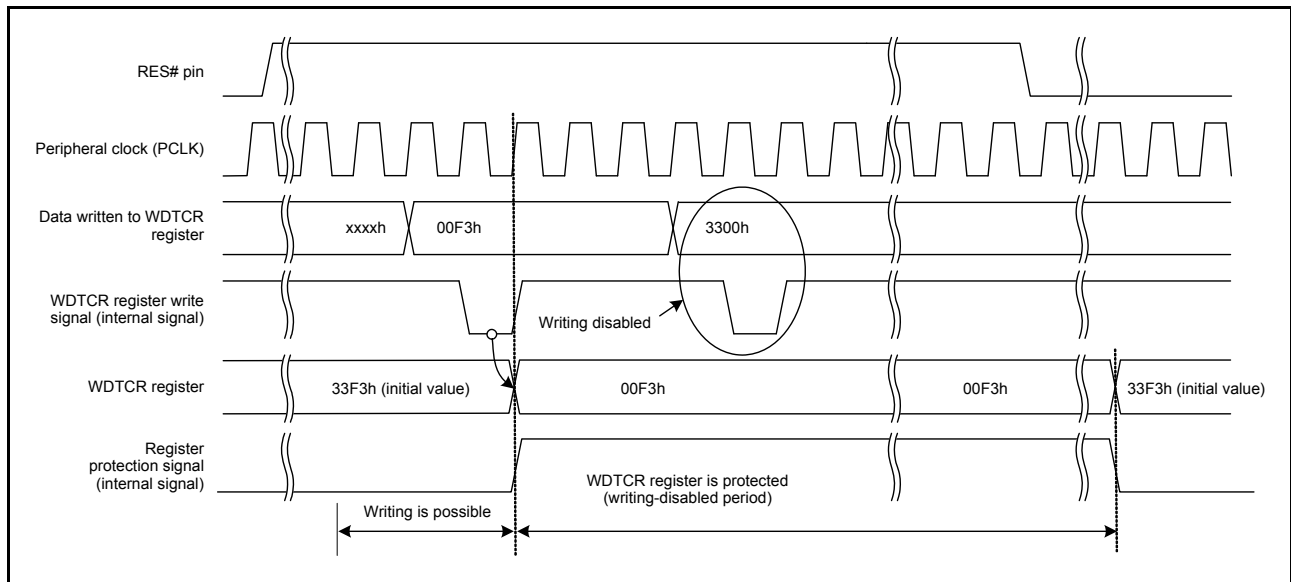 RES# pin
Peripheral clock (PCLK)
Data written to WDTCR
register
xxxxh
00F3h
3300h
WDTCR register write
signal (internal signal)
Writing disabled
WDTCR register
33F3h (initial value)
00F3h
00F3h
33F3h (initial value)
Register
protection signal
(internal signal)
WDTCR register is protected
(writing-disabled period)
Writing is possible